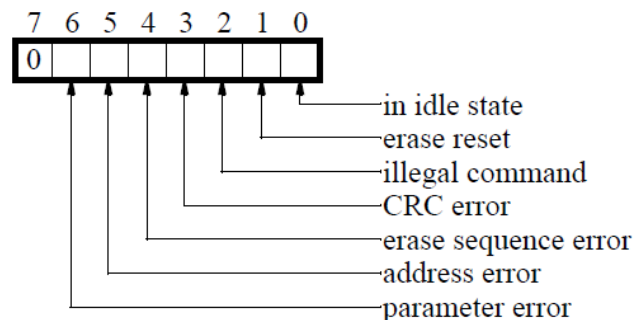 7 6 5 4 3 2 1 0
0
in idle state
erase reset
illegal command
CRC error
erase sequence error
address error
parameter error